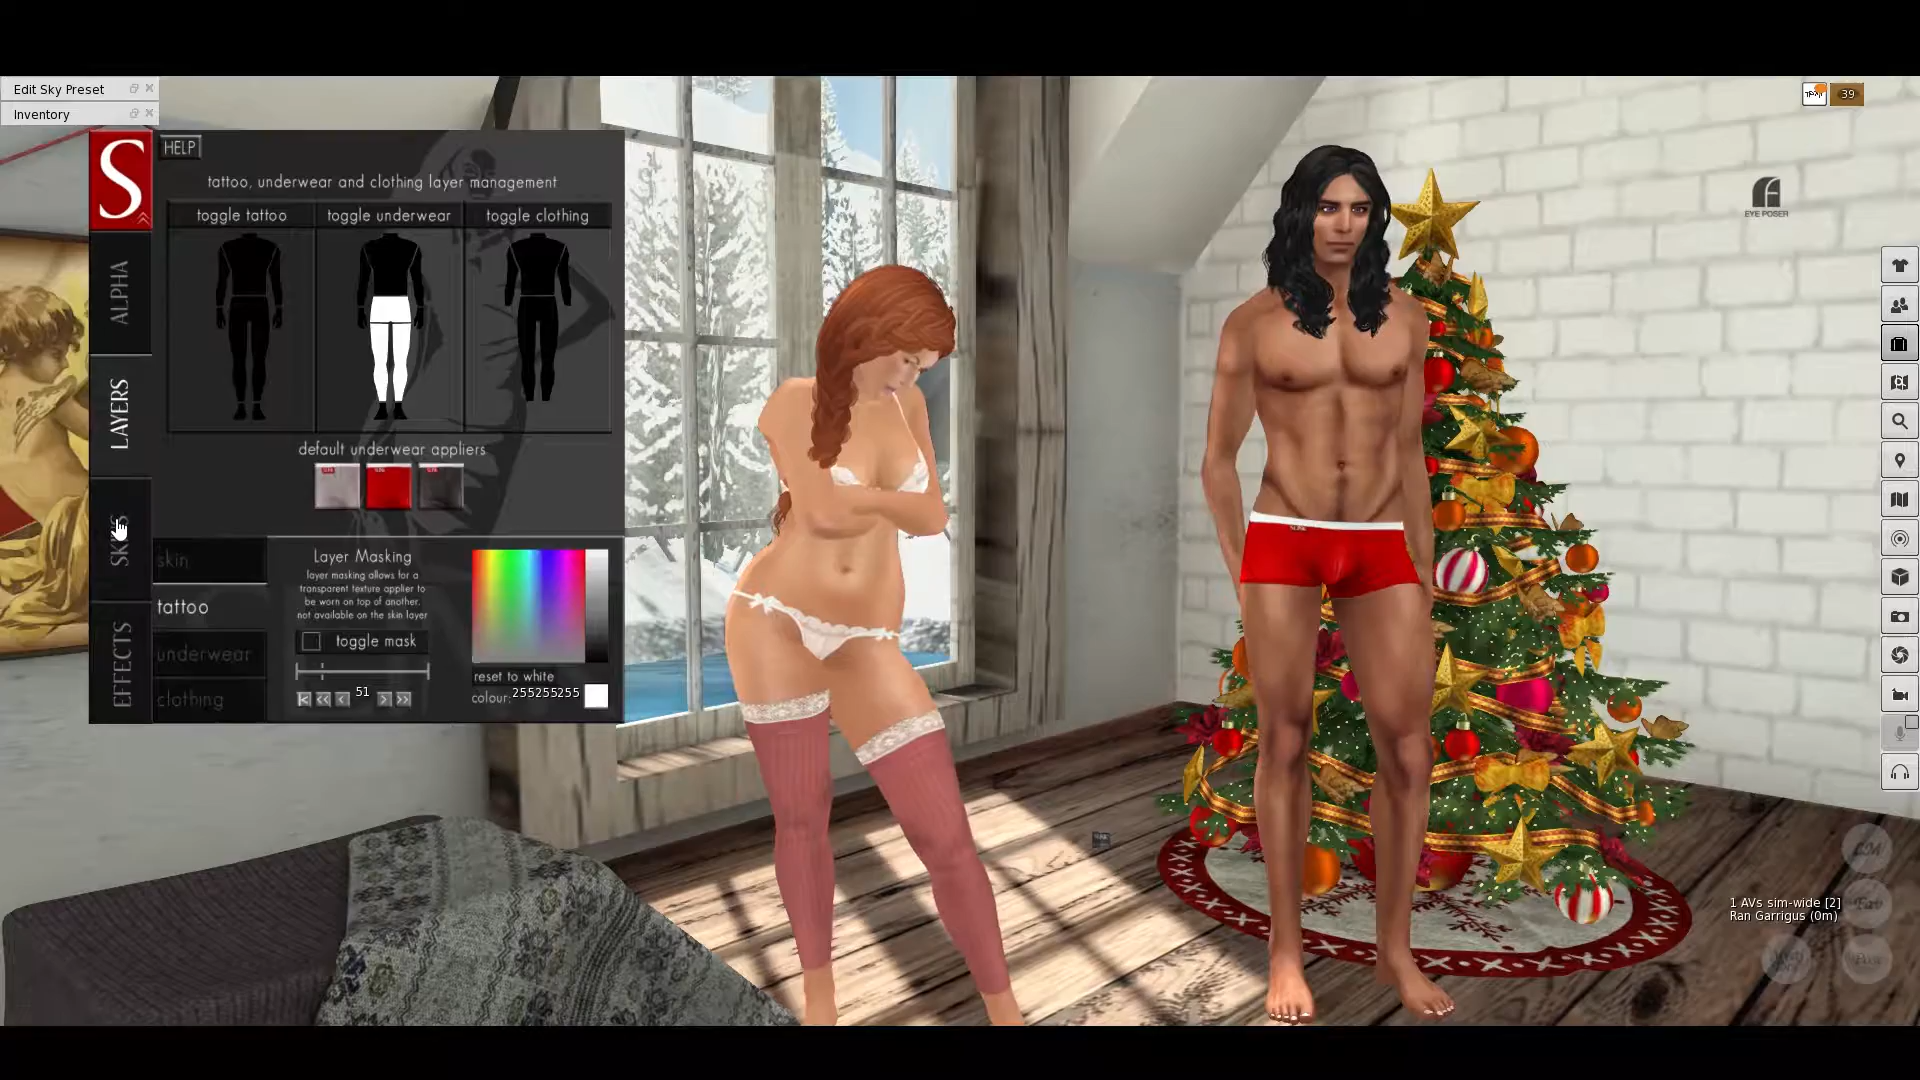 Edit Sky Preset
Inventory
39
S
HELP
tattoo, underwear and clothing layer management
toggle tattoo
toggle underwear
toggle clothing
ALPHA
LAYERS
SKINS
EFFECTS
default underwear appliers
skin
tattoo
underwear
clothing
Layer Masking
layer masking allows for a
transparent texture applier to
be worn on top of another.
not available on the skin layer
toggle mask
51
reset to white
colour: 255255255
EYE POSER
LM
Fav
1 AVs sim-wide [2]
Ran Garrigus (0m)